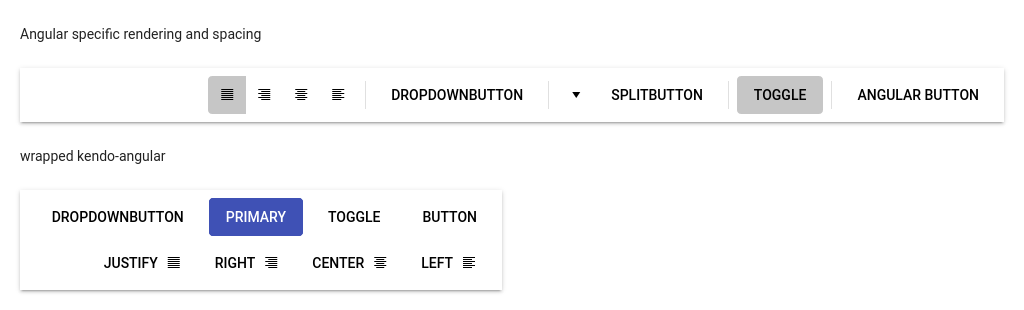 Angular specific rendering and spacing
DROPDOWNBUTTON SPLITBUTTON TOGGLE ANGULAR BUTTON
wrapped kendo-angular
DROPDOWNBUTTON PRIMARY TOGGLE BUTTON
JUSTIFY RIGHT CENTER LEFT